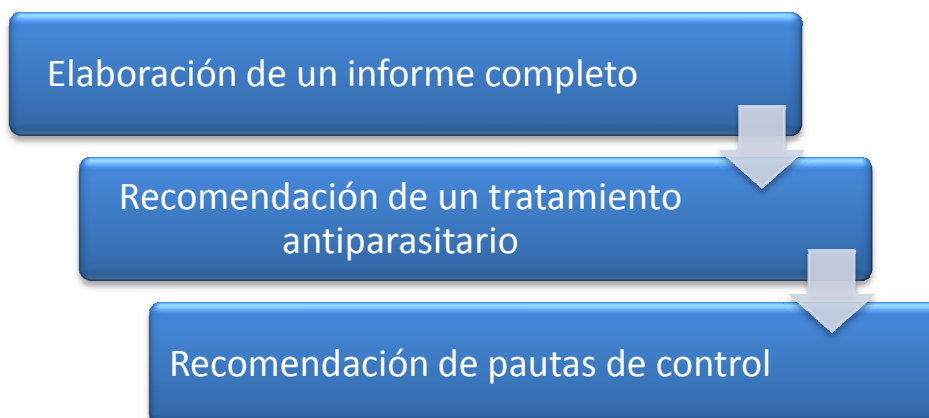 Elaboración de un informe completo
Recomendación de un tratamiento
antiparasitario
Recomendación de pautas de control